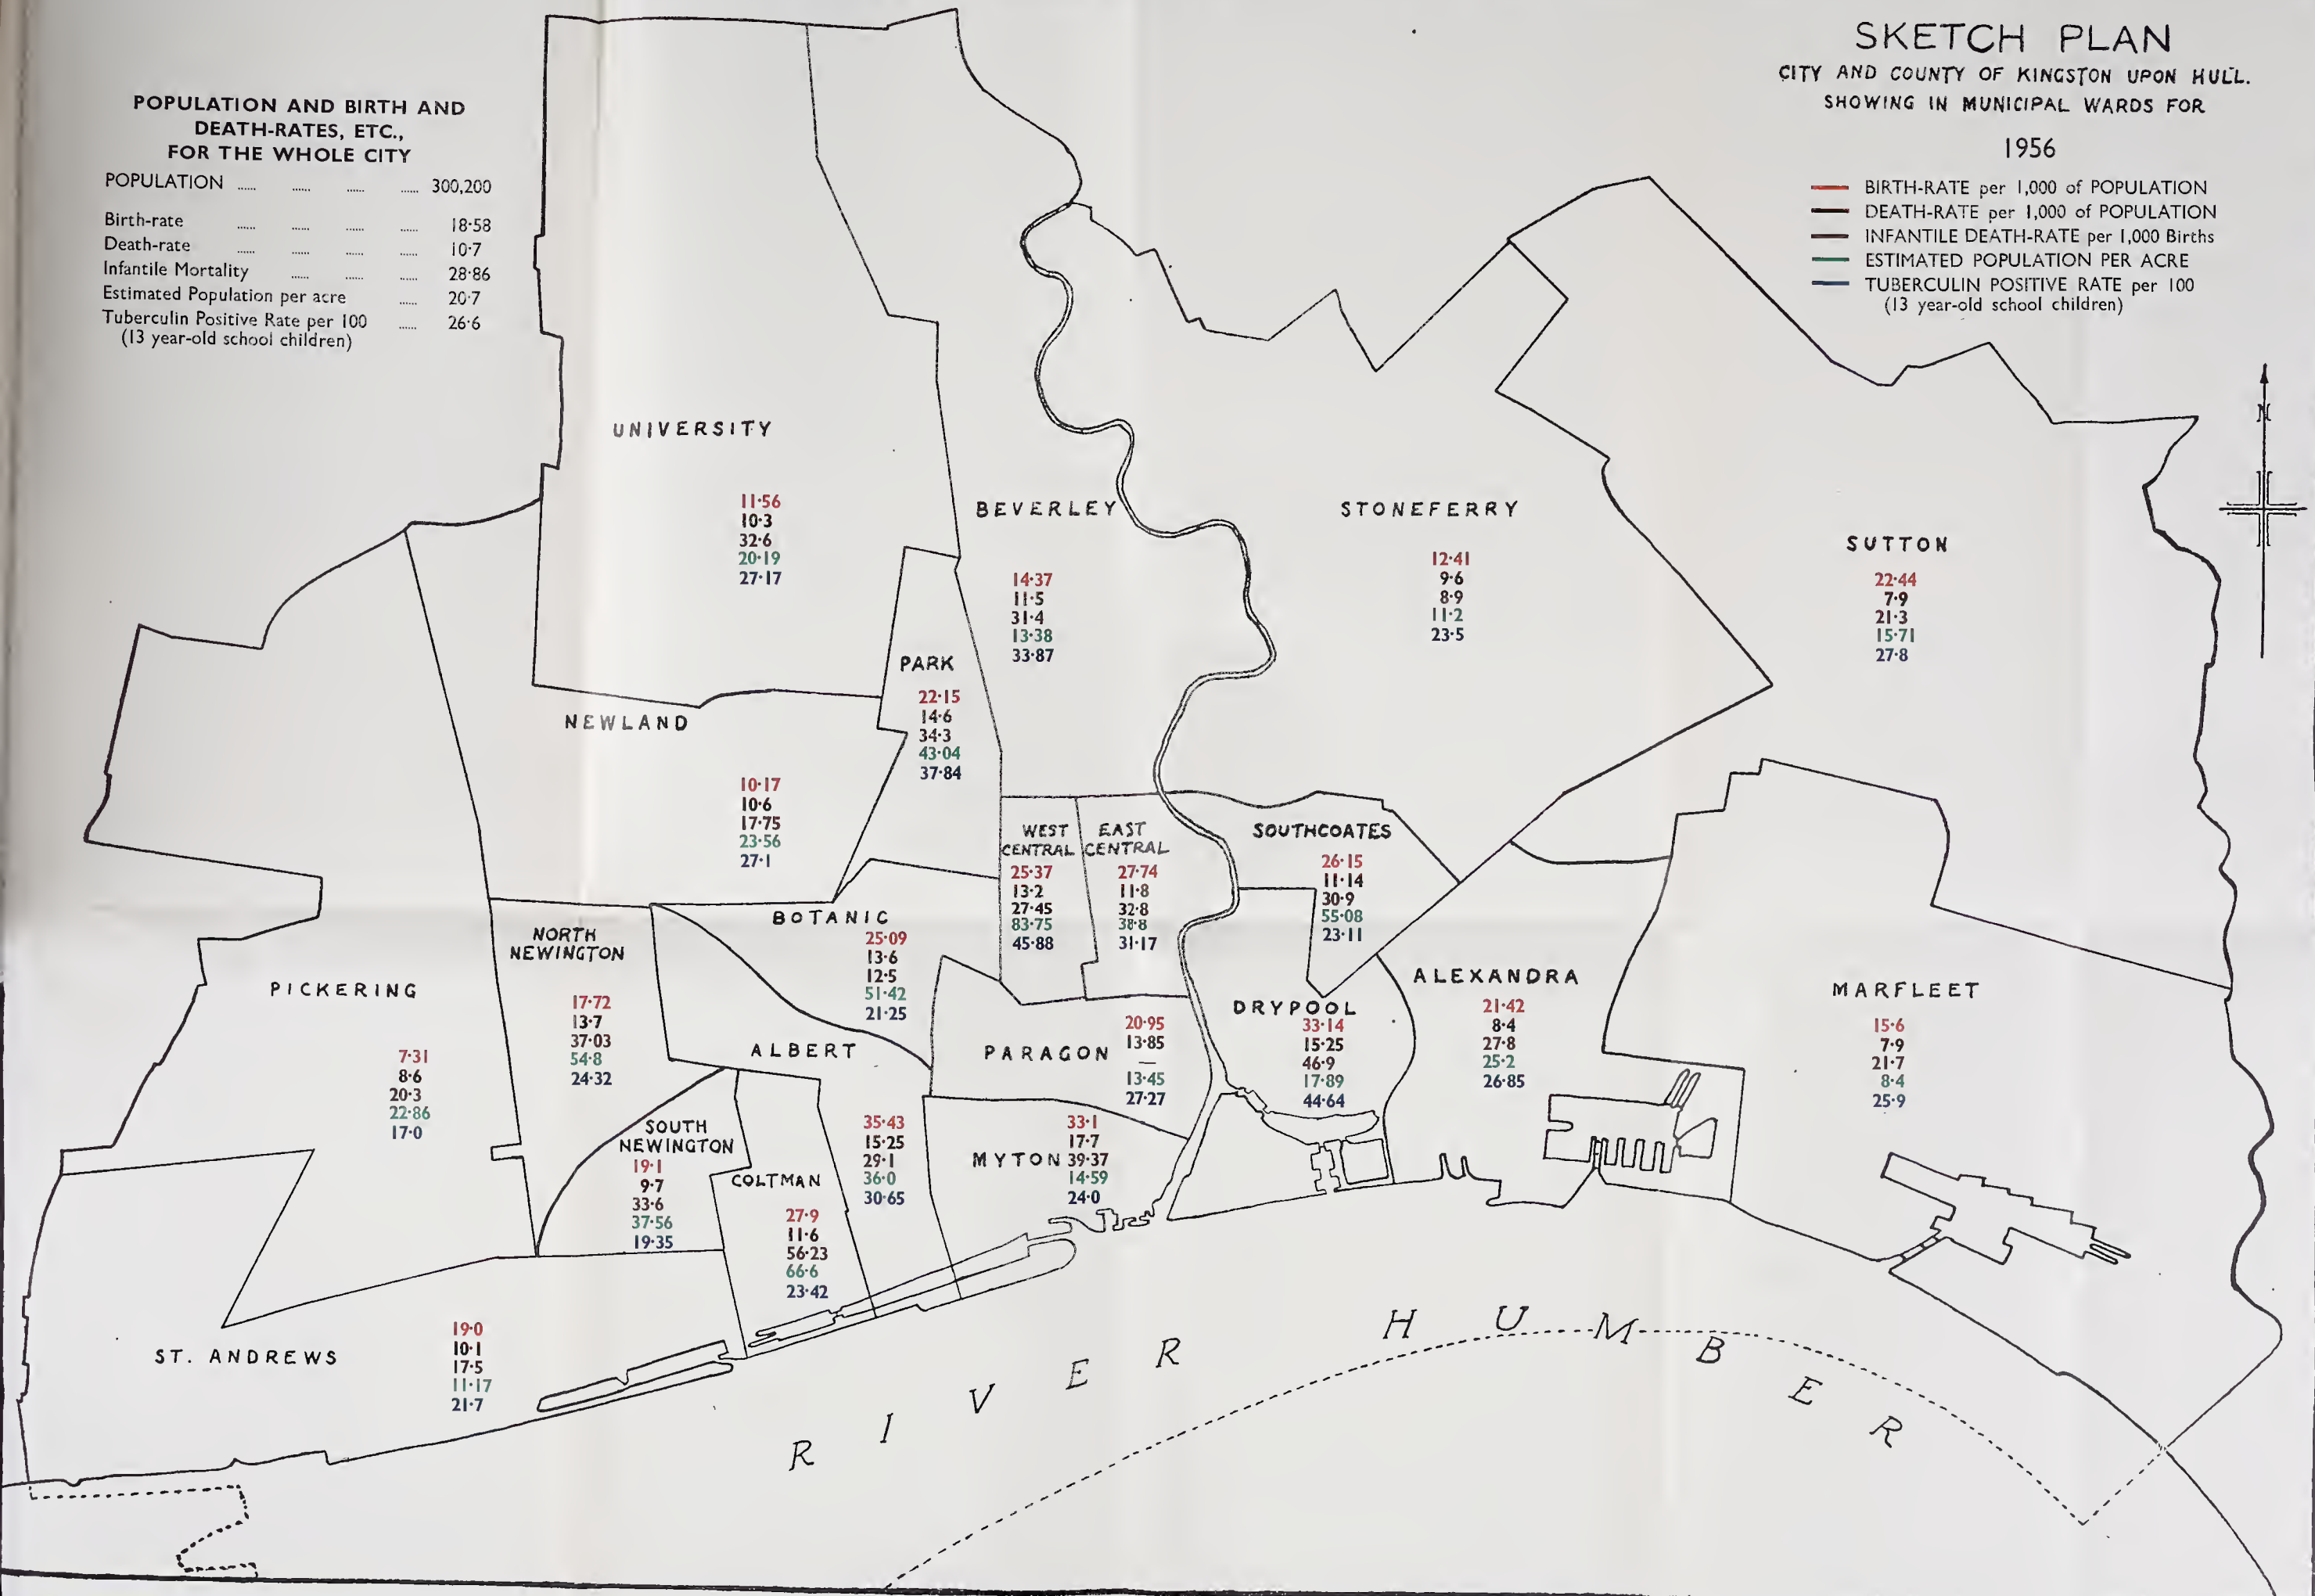 POPULATION AND BIRTH AND
DEATH-RATES, ETC.,
FOR THE WHOLE CITY
POPULATION ...... ...... ...... ...... 300,200
Birth-rate ...... ...... ...... ...... 18·58
Death-rate ...... ...... ...... ...... 10·7
Infantile Mortality ...... ...... ...... 28·86
Estimated Population per acre ...... 20·7
Tuberculin Positive Rate per 100 ...... 26·6
(13 year-old school children)
SKETCH PLAN
CITY AND COUNTY OF KINGSTON UPON HULL.
SHOWING IN MUNICIPAL WARDS FOR
1956
BIRTH-RATE per 1,000 of POPULATION
DEATH-RATE per 1,000 of POPULATION
INFANTILE DEATH-RATE per 1,000 Births
ESTIMATED POPULATION PER ACRE
TUBERCULIN POSITIVE RATE per 100
(13 year-old school children)
N
UNIVERSITY
11·56
10·3
32·6
20·19
27·17
BEVERLEY
14·37
11·5
31·4
13·38
33·87
STONEFERRY
12·41
9·6
8·9
11·2
23·5
SUTTON
22·44
7·9
21·3
15·71
27·8
PARK
22·15
14·6
34·3
43·04
37·84
NEWLAND
10·17
10·6
17·75
23·56
27·1
WEST
CENTRAL
25·37
13·2
27·45
83·75
45·88
EAST
CENTRAL
27·74
11·8
32·8
38·8
31·17
SOUTHCOATES
26·15
11·14
30·9
55·08
23·11
BOTANIC
25·09
13·6
12·5
51·42
21·25
NORTH
NEWINGTON
17·72
13·7
37·03
54·8
24·32
PICKERING
7·31
8·6
20·3
22·86
17·0
ALBERT
35·43
15·25
29·1
36·0
30·65
PARAGON
20·95
13·85
—
13·45
27·27
DRYPOOL
33·14
15·25
46·9
17·89
44·64
ALEXANDRA
21·42
8·4
27·8
25·2
26·85
MARFLEET
15·6
7·9
21·7
8·4
25·9
SOUTH
NEWINGTON
19·1
9·7
33·6
37·56
19·35
COLTMAN
27·9
11·6
56·23
66·6
23·42
MYTON
33·1
17·7
39·37
14·59
24·0
ST. ANDREWS
19·0
10·1
17·5
11·17
21·7
RIVER HUMBER